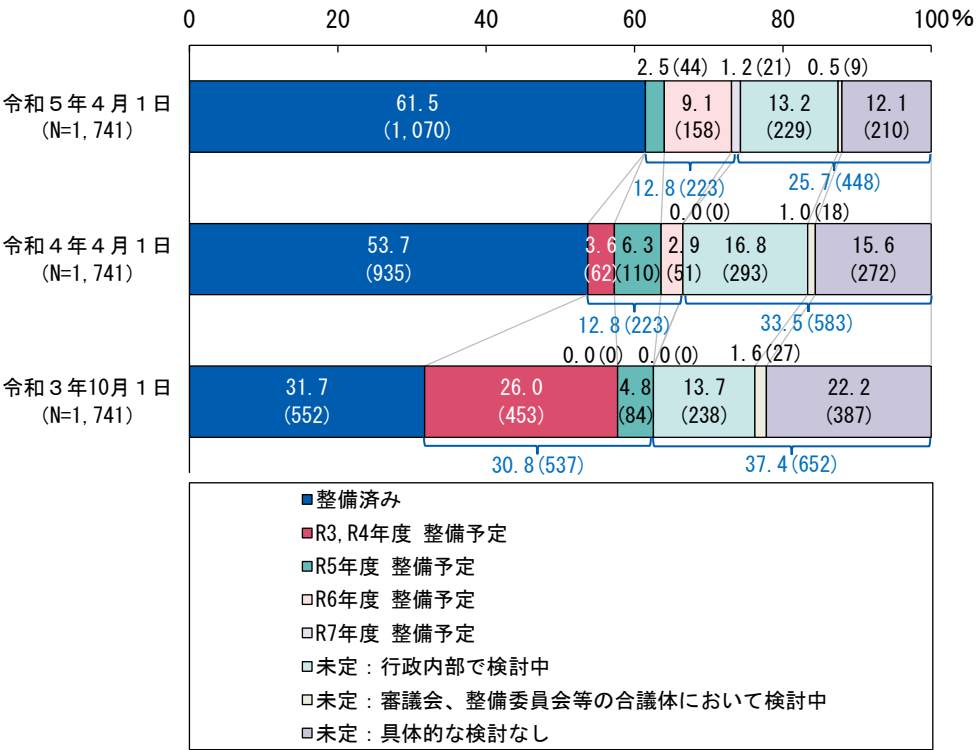 0 20 40 60 80 100%
2.5(44) 1.2(21) 0.5(9)
令和5年4月1日
(N=1,741)
61.5
(1,070)
9.1
(158)
13.2
(229)
12.1
(210)
12.8(223)
25.7(448)
0.0(0) 1.0(18)
令和4年4月1日
(N=1,741)
53.7
(935)
3.6
(62)
6.3
(110)
2.9
(51)
16.8
(293)
15.6
(272)
12.8(223)
33.5(583)
0.0(0) 0.0(0) 1.6(27)
令和3年10月1日
(N=1,741)
31.7
(552)
26.0
(453)
4.8
(84)
13.7
(238)
22.2
(387)
30.8(537)
37.4(652)
整備済み
R3,R4年度 整備予定
R5年度 整備予定
R6年度 整備予定
R7年度 整備予定
未定：行政内部で検討中
未定：審議会、整備委員会等の合議体において検討中
未定：具体的な検討なし